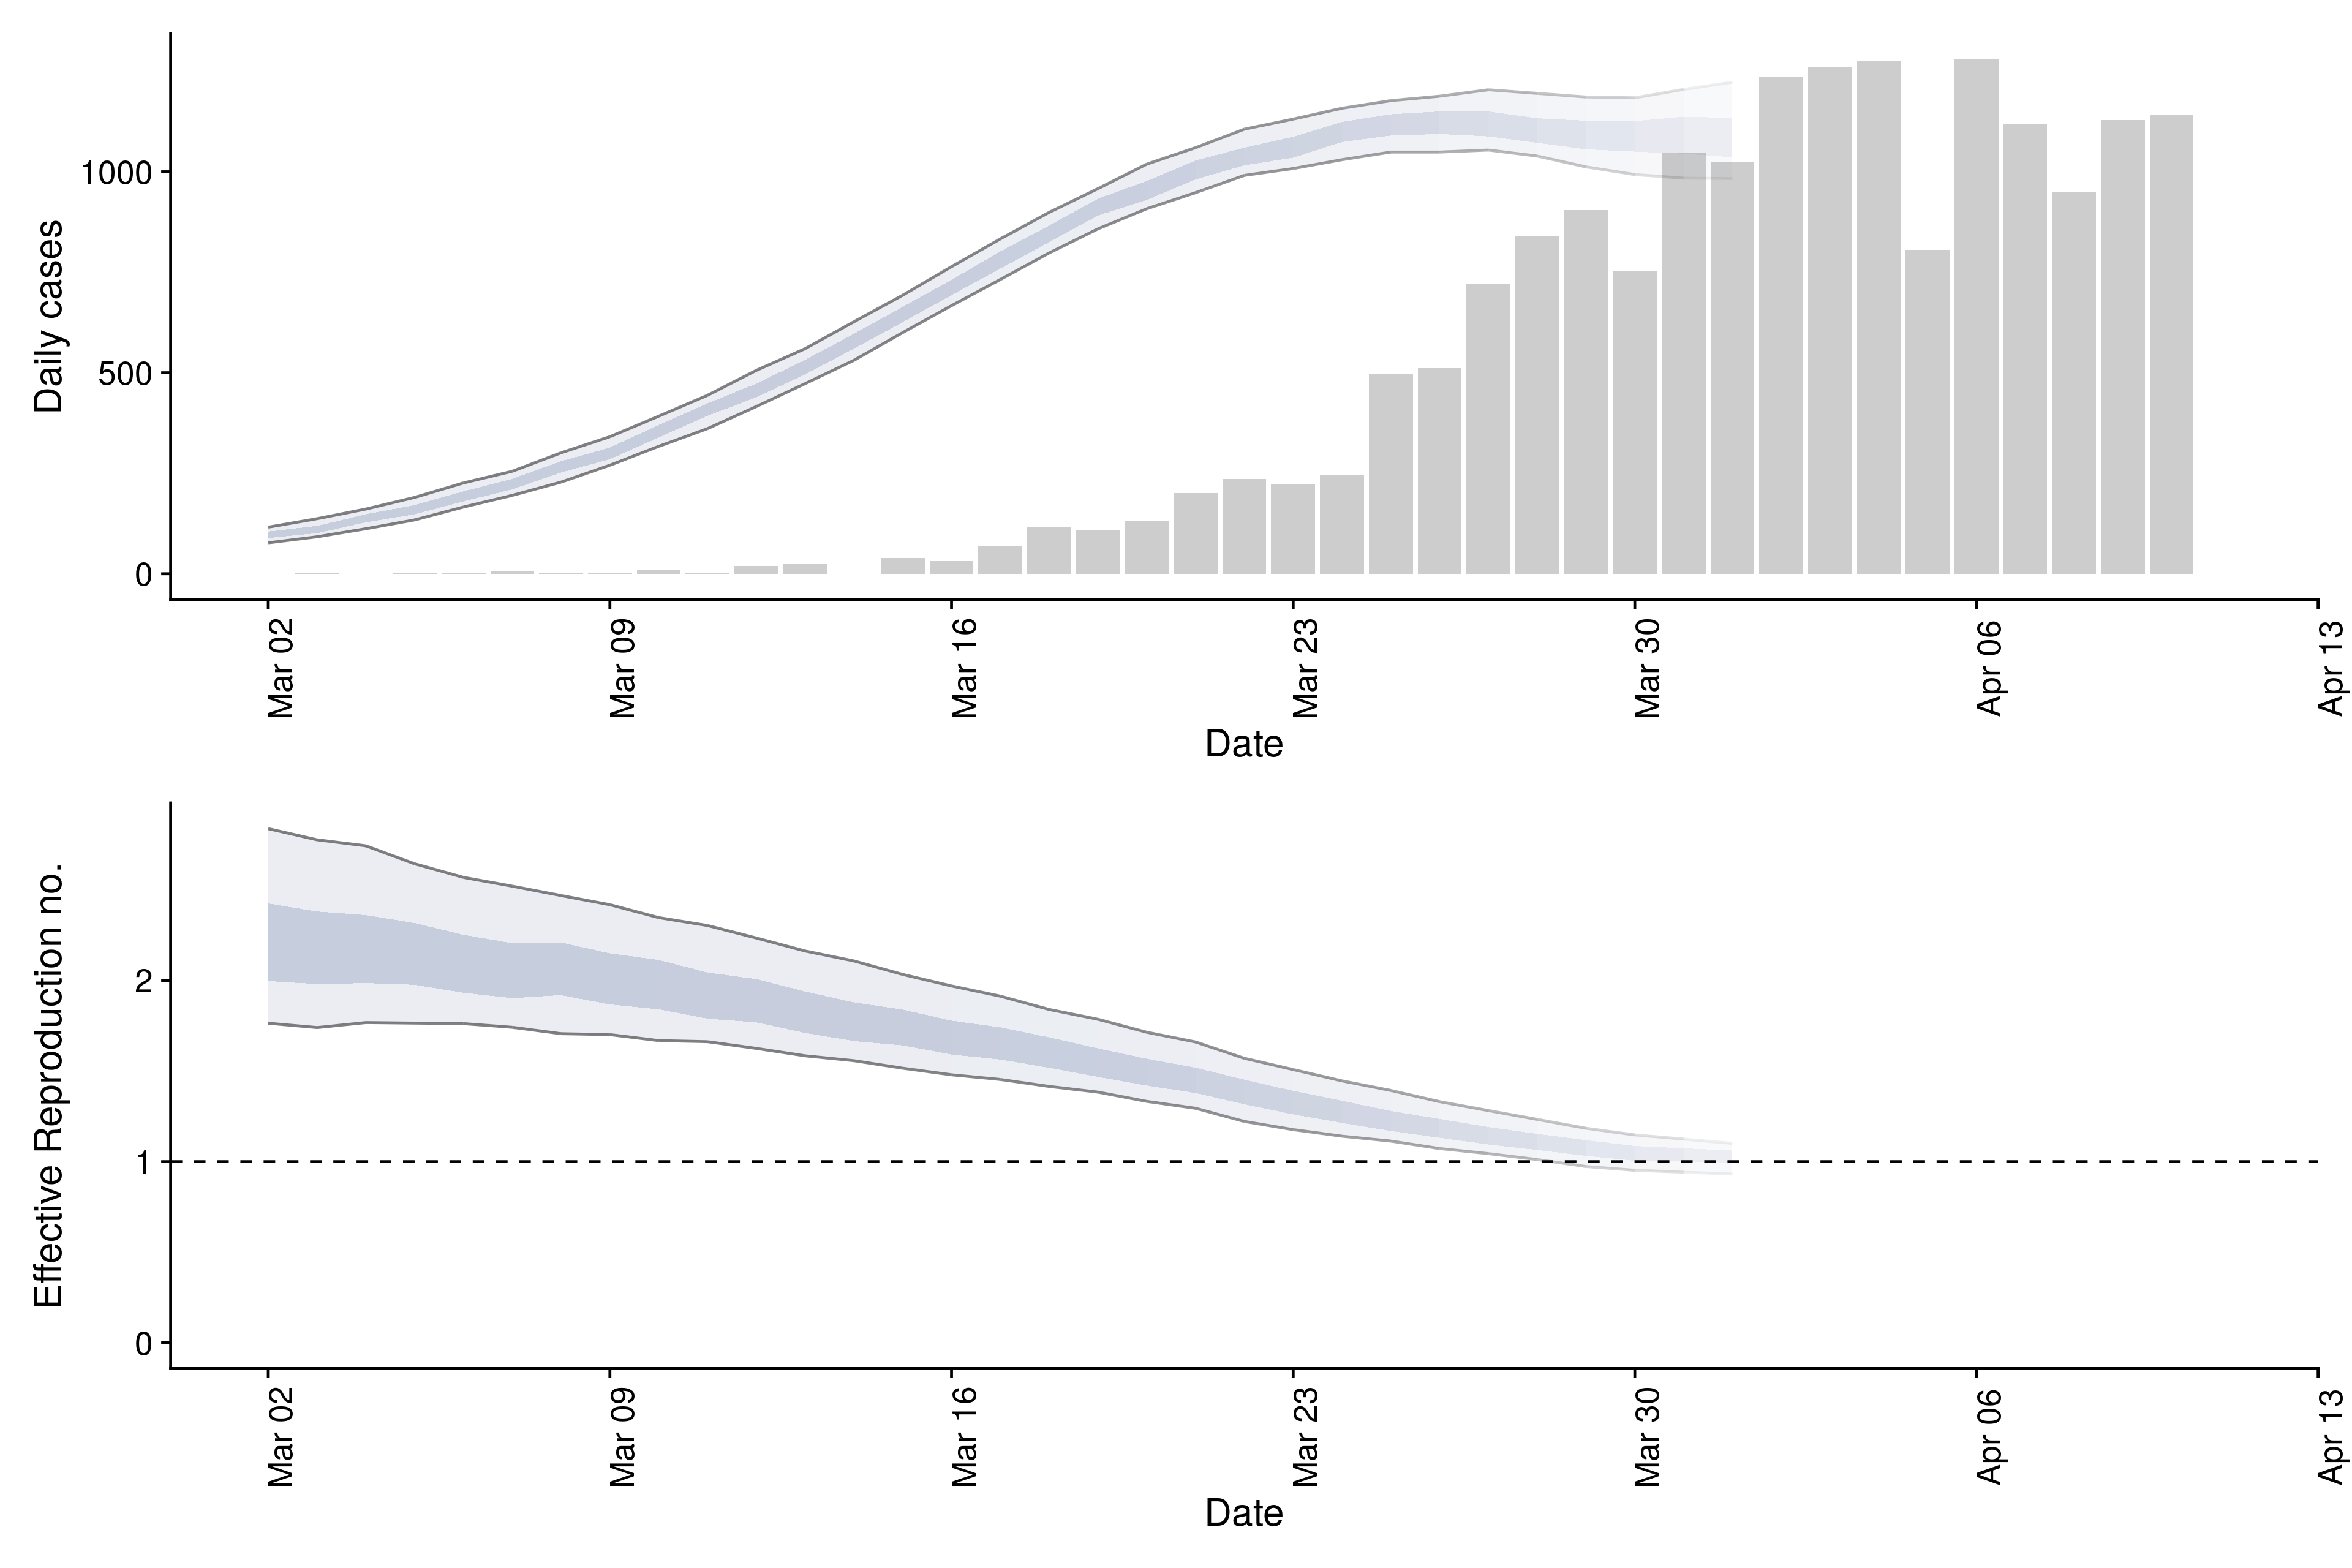 Daily cases
1000
500
0
Mar 02
Mar 09
Mar 16
Mar 23
Mar 30
Apr 06
Apr 13
Date
Effective Reproduction no.
2
1
0
Mar 02
Mar 09
Mar 16
Mar 23
Mar 30
Apr 06
Apr 13
Date